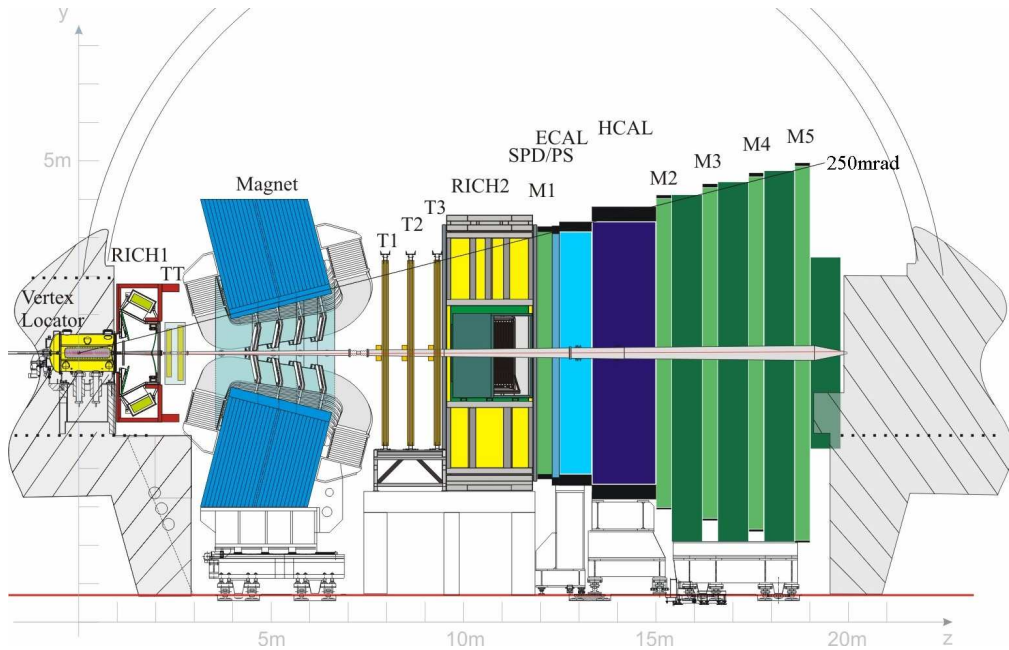 y
5m
HCAL
ECAL
SPD/PS
M5
M4
M3
250mrad
M2
M1
RICH2
Magnet
T3
T2
T1
RICH1
TT
Vertex
Locator
5m
10m
15m
20m
z